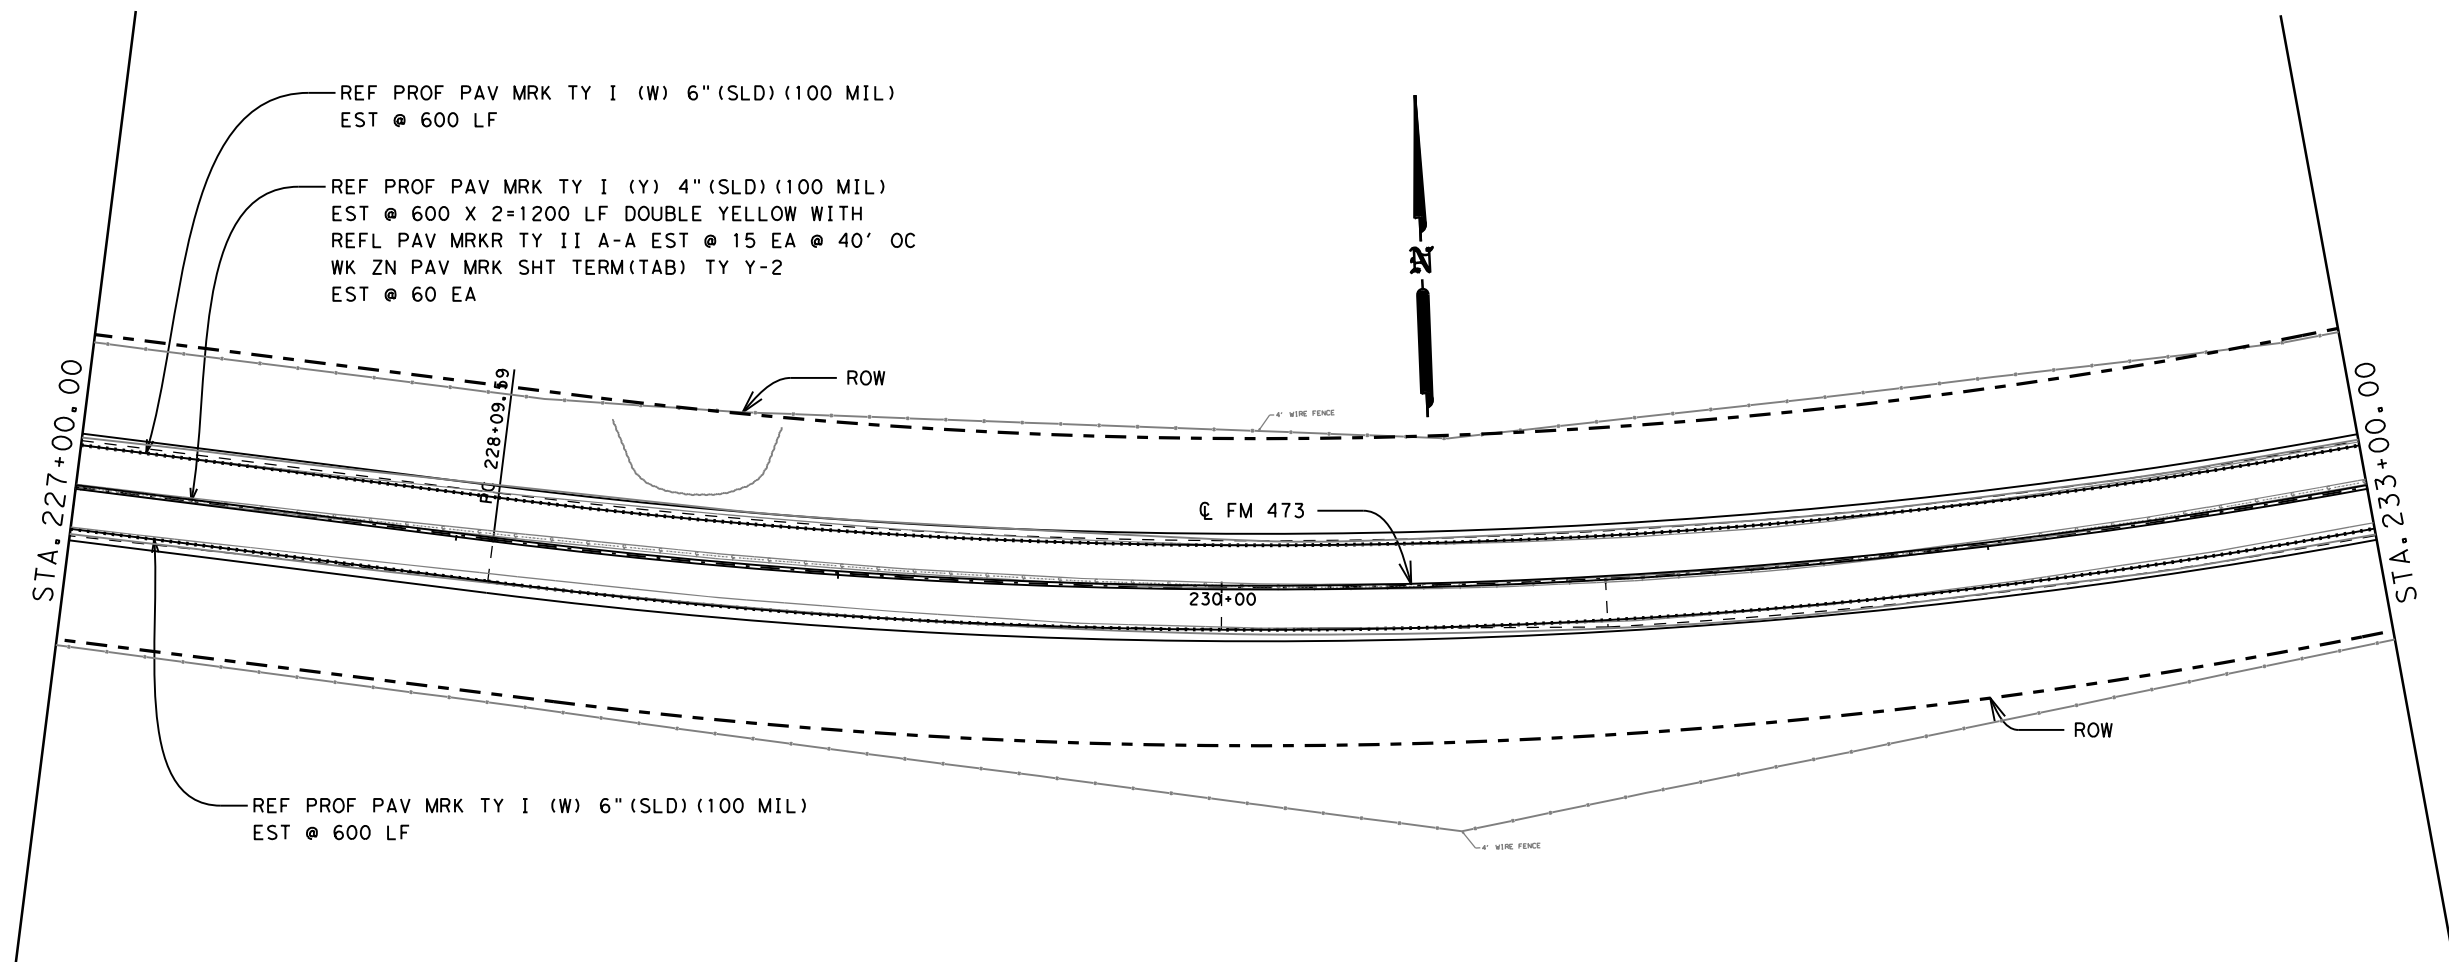 REF PROF PAV MRK TY I (W) 6"(SLD)(100 MIL)
EST @ 600 LF
REF PROF PAV MRK TY I (Y) 4"(SLD)(100 MIL)
EST @ 600 X 2=1200 LF DOUBLE YELLOW WITH
REFL PAV MRKR TY II A-A EST @ 15 EA @ 40' OC
WK ZN PAV MRK SHT TERM(TAB) TY Y-2
EST @ 60 EA
N
STA.227+00.00
PC 228+09.59
ROW
4' WIRE FENCE
℄ FM 473
230+00
STA.233+00.00
ROW
REF PROF PAV MRK TY I (W) 6"(SLD)(100 MIL)
EST @ 600 LF
4' WIRE FENCE